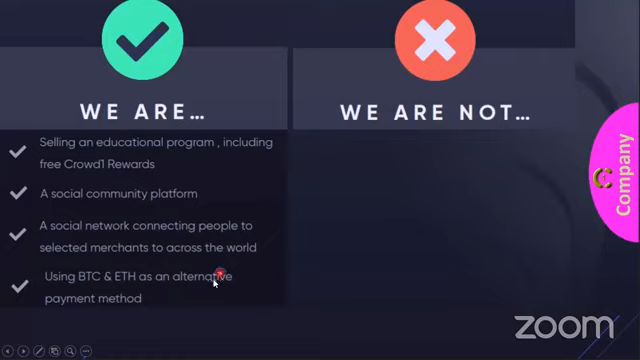 WE ARE...
Selling an educational program , including
free Crowd1 Rewards
A social community platform
A social network connecting people to
selected merchants to across the world
Using BTC & ETH as an alternative
payment method
WE ARE NOT...
Company
zoom